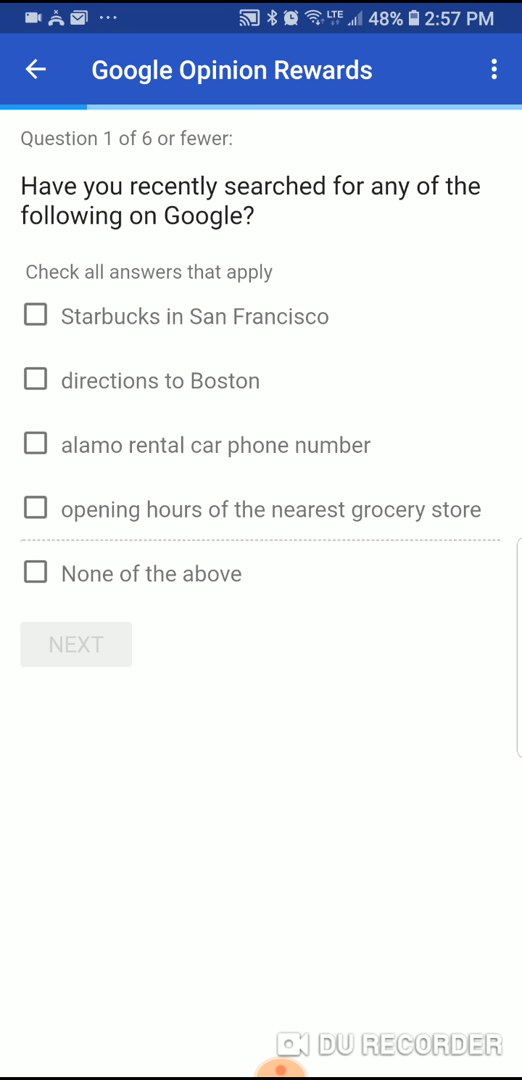 LTE 48% 2:57 PM
Google Opinion Rewards
Question 1 of 6 or fewer:
Have you recently searched for any of the
following on Google?
Check all answers that apply
Starbucks in San Francisco
directions to Boston
alamo rental car phone number
opening hours of the nearest grocery store
None of the above
NEXT
DU RECORDER